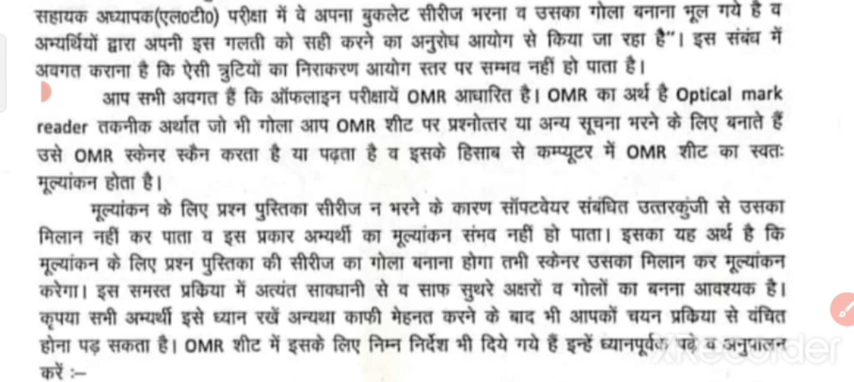 सहायक अध्यापक(एल०टी०) परीक्षा में वे अपना बुकलेट सीरीज भरना व उसका गोला बनाना भूल गये है व
अभ्यर्थियों द्वारा अपनी इस गलती को सही करने का अनुरोध आयोग से किया जा रहा है"। इस संबंध में
अवगत कराना है कि ऐसी त्रुटियों का निराकरण आयोग स्तर पर सम्भव नहीं हो पाता है।
आप सभी अवगत हैं कि ऑफलाइन परीक्षायें OMR आधारित है। OMR का अर्थ है Optical mark
reader तकनीक अर्थात जो भी गोला आप OMR शीट पर प्रश्नोत्तर या अन्य सूचना भरने के लिए बनाते हैं
उसे OMR स्केनर स्कैन करता है या पढ़ता है व इसके हिसाब से कम्प्यूटर में OMR शीट का स्वतः
मूल्यांकन होता है।
मूल्यांकन के लिए प्रश्न पुस्तिका सीरीज न भरने के कारण सॉफ्टवेयर संबंधित उत्तरकुंजी से उसका
मिलान नहीं कर पाता व इस प्रकार अभ्यर्थी का मूल्यांकन संभव नहीं हो पाता। इसका यह अर्थ है कि
मूल्यांकन के लिए प्रश्न पुस्तिका की सीरीज का गोला बनाना होगा तभी स्केनर उसका मिलान कर मूल्यांकन
करेगा। इस समस्त प्रक्रिया में अत्यंत सावधानी से व साफ सुथरे अक्षरों व गोलों का बनना आवश्यक है।
कृपया सभी अभ्यर्थी इसे ध्यान रखें अन्यथा काफी मेहनत करने के बाद भी आपकों चयन प्रक्रिया से वंचित
होना पड़ सकता है। OMR शीट में इसके लिए निम्न निर्देश भी दिये गये हैं इन्हें ध्यानपूर्वक पढे व अनुपालन
करें :–
XRecorder